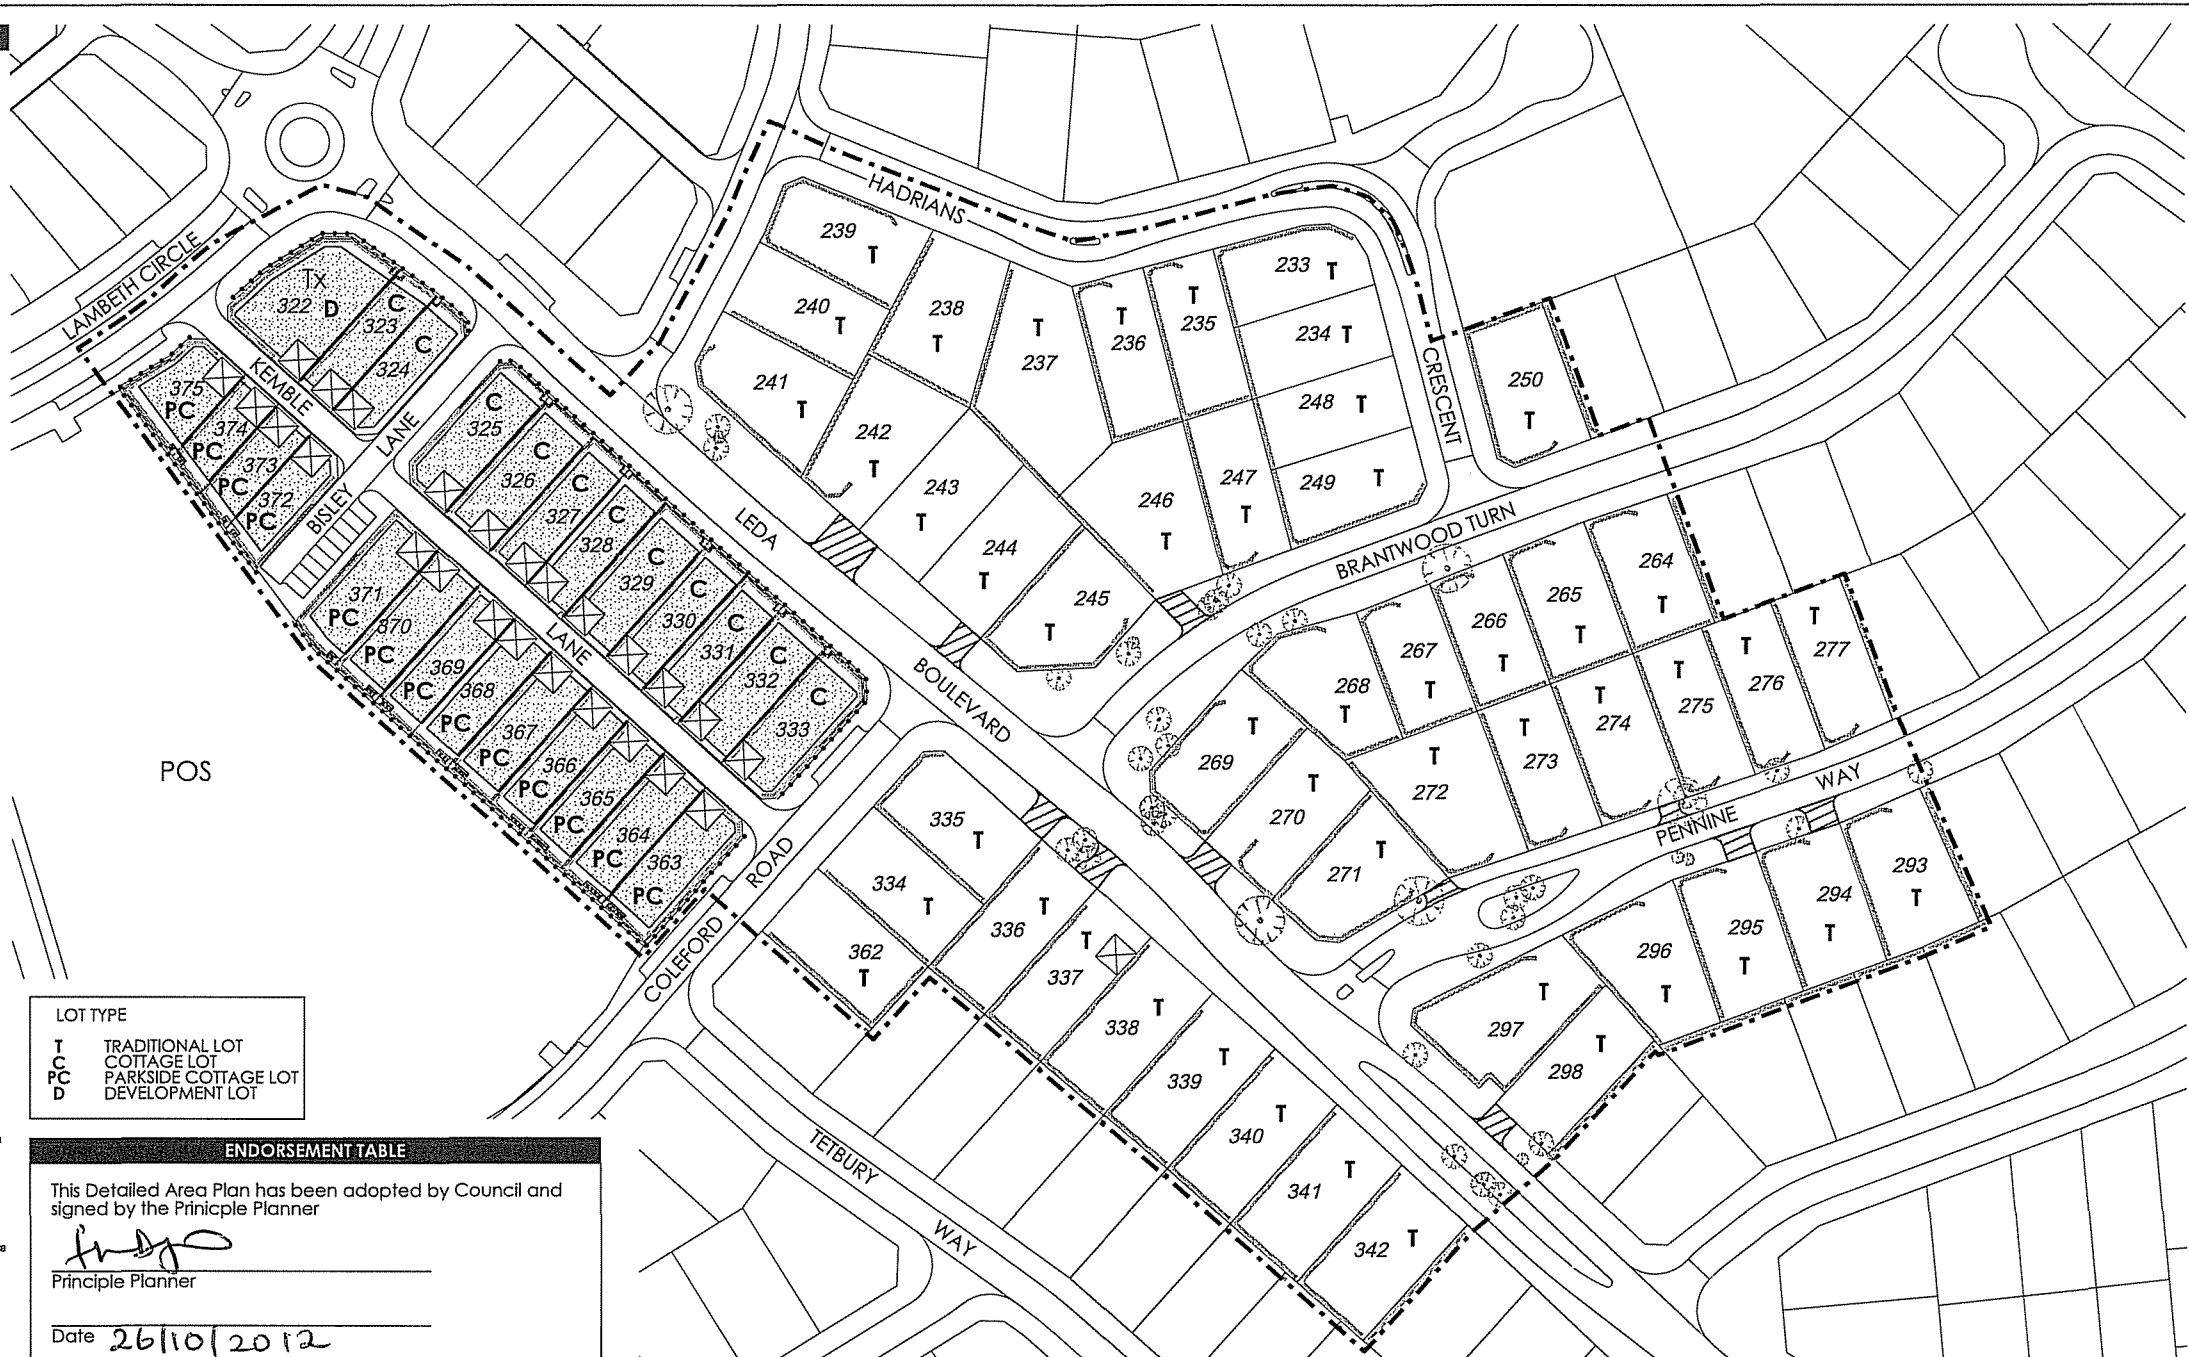 LAMBETH CIRCLE
HADRIANS
CRESCENT
KEMBLE
LANE
BISLEY
LANE
LEDA
BOULEVARD
BRANTWOOD TURN
PENNINE
WAY
COLEFORD
ROAD
TETBURY
WAY
POS
Tx
322 D
323 C
324 C
325 C
326 C
327 C
328 C
329 C
330 C
331 C
332 C
333 C
375 PC
374 PC
373 PC
372 PC
371 PC
370 PC
369 PC
368 PC
367 PC
366 PC
365 PC
364 PC
363 PC
239 T
240 T
241 T
238 T
237 T
236 T
235 T
233 T
234 T
248 T
249 T
250 T
242 T
243 T
244 T
245 T
246 T
247 T
264 T
265 T
266 T
267 T
268 T
269 T
270 T
271 T
272 T
273 T
274 T
275 T
276 T
277 T
293 T
294 T
295 T
296 T
297 T
298 T
335 T
334 T
362 T
336 T
337 T
338 T
339 T
340 T
341 T
342 T
LOT TYPE
T TRADITIONAL LOT
C COTTAGE LOT
PC PARKSIDE COTTAGE LOT
D DEVELOPMENT LOT
ENDORSEMENT TABLE
This Detailed Area Plan has been adopted by Council and
signed by the Prinicple Planner
Principle Planner
Date 26/10/2012